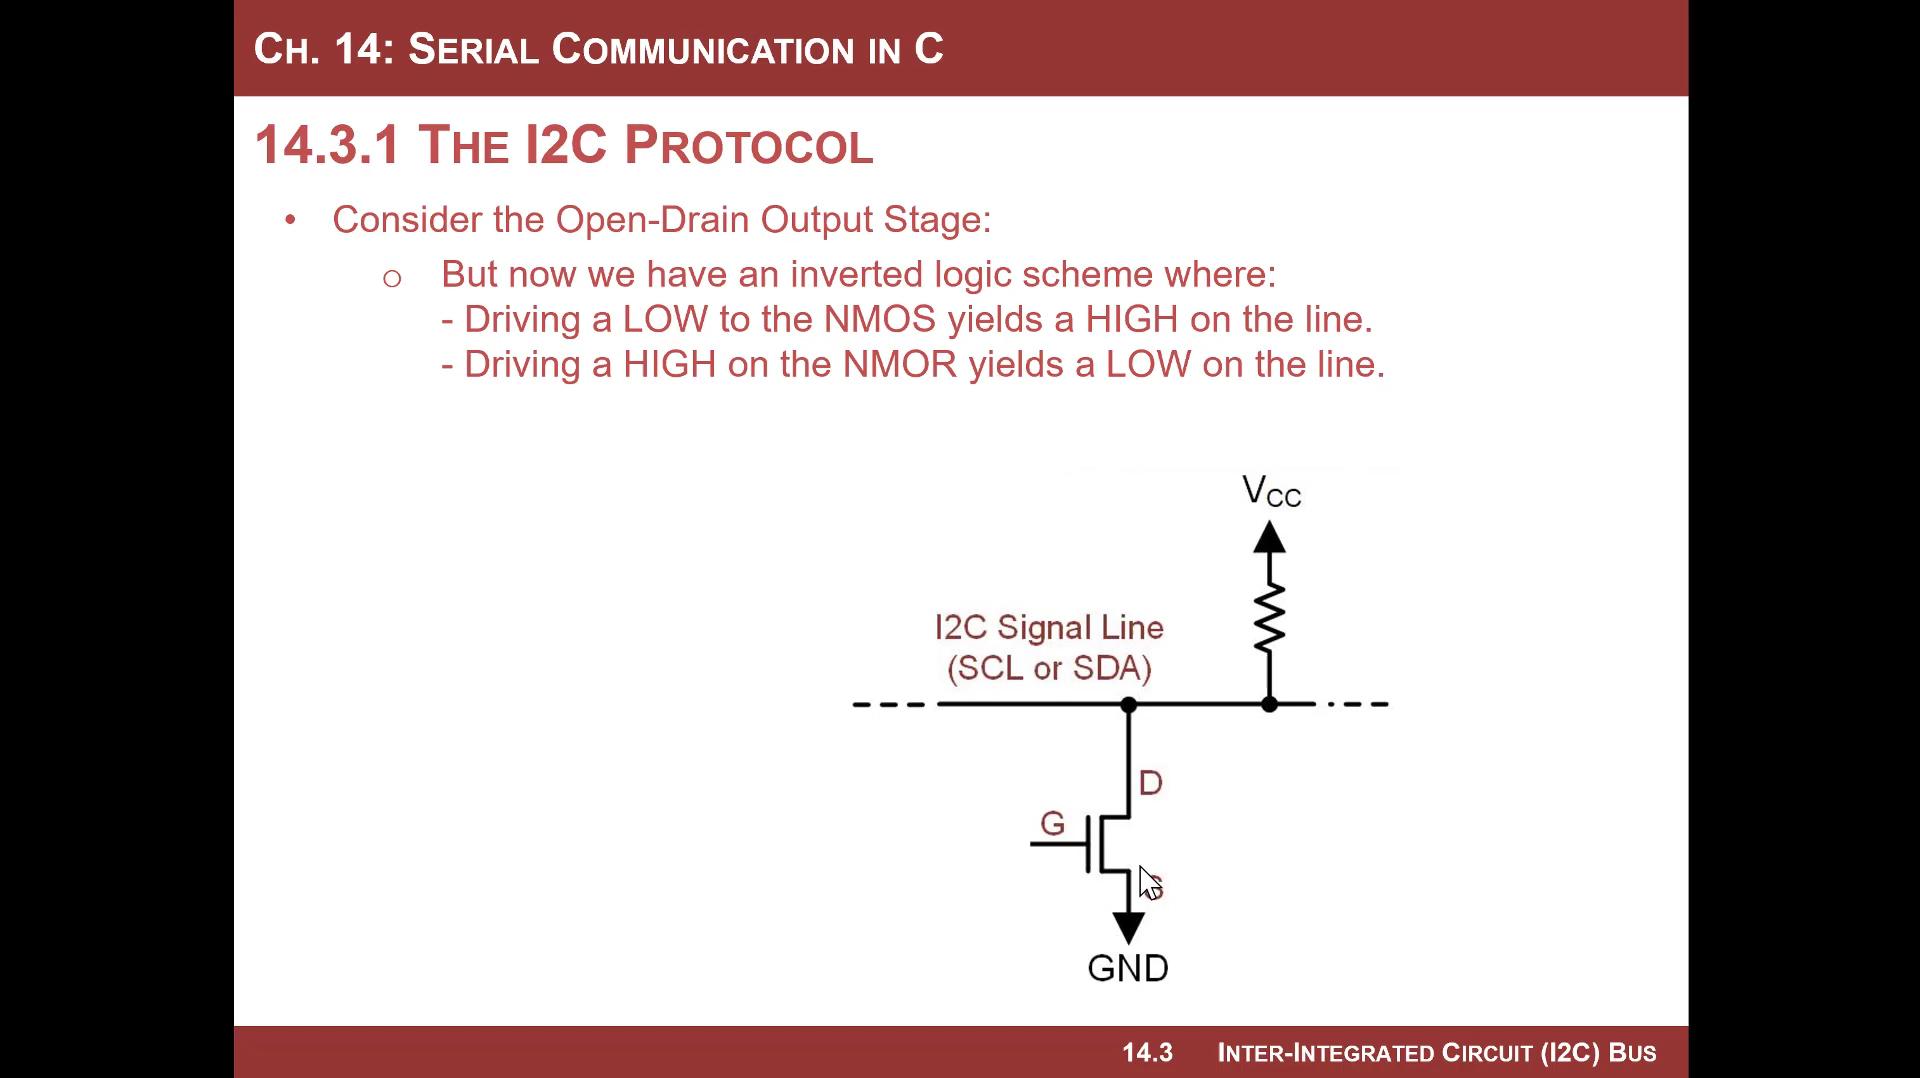 CH. 14: SERIAL COMMUNICATION IN C
14.3.1 THE I2C PROTOCOL
• Consider the Open-Drain Output Stage:
o But now we have an inverted logic scheme where:
- Driving a LOW to the NMOS yields a HIGH on the line.
- Driving a HIGH on the NMOR yields a LOW on the line.
VCC
I2C Signal Line
(SCL or SDA)
D
G
GND
14.3 INTER-INTEGRATED CIRCUIT (I2C) BUS